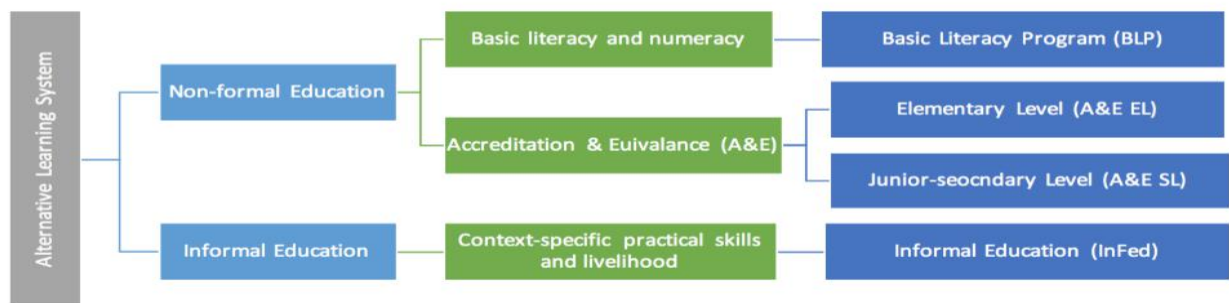 Alternative Learning System
Non-formal Education
Informal Education
Basic literacy and numeracy
Accreditation & Euivalance (A&E)
Context-specific practical skills
and livelihood
Basic Literacy Program (BLP)
Elementary Level (A&E EL)
Junior-seocndary Level (A&E SL)
Informal Education (InFed)